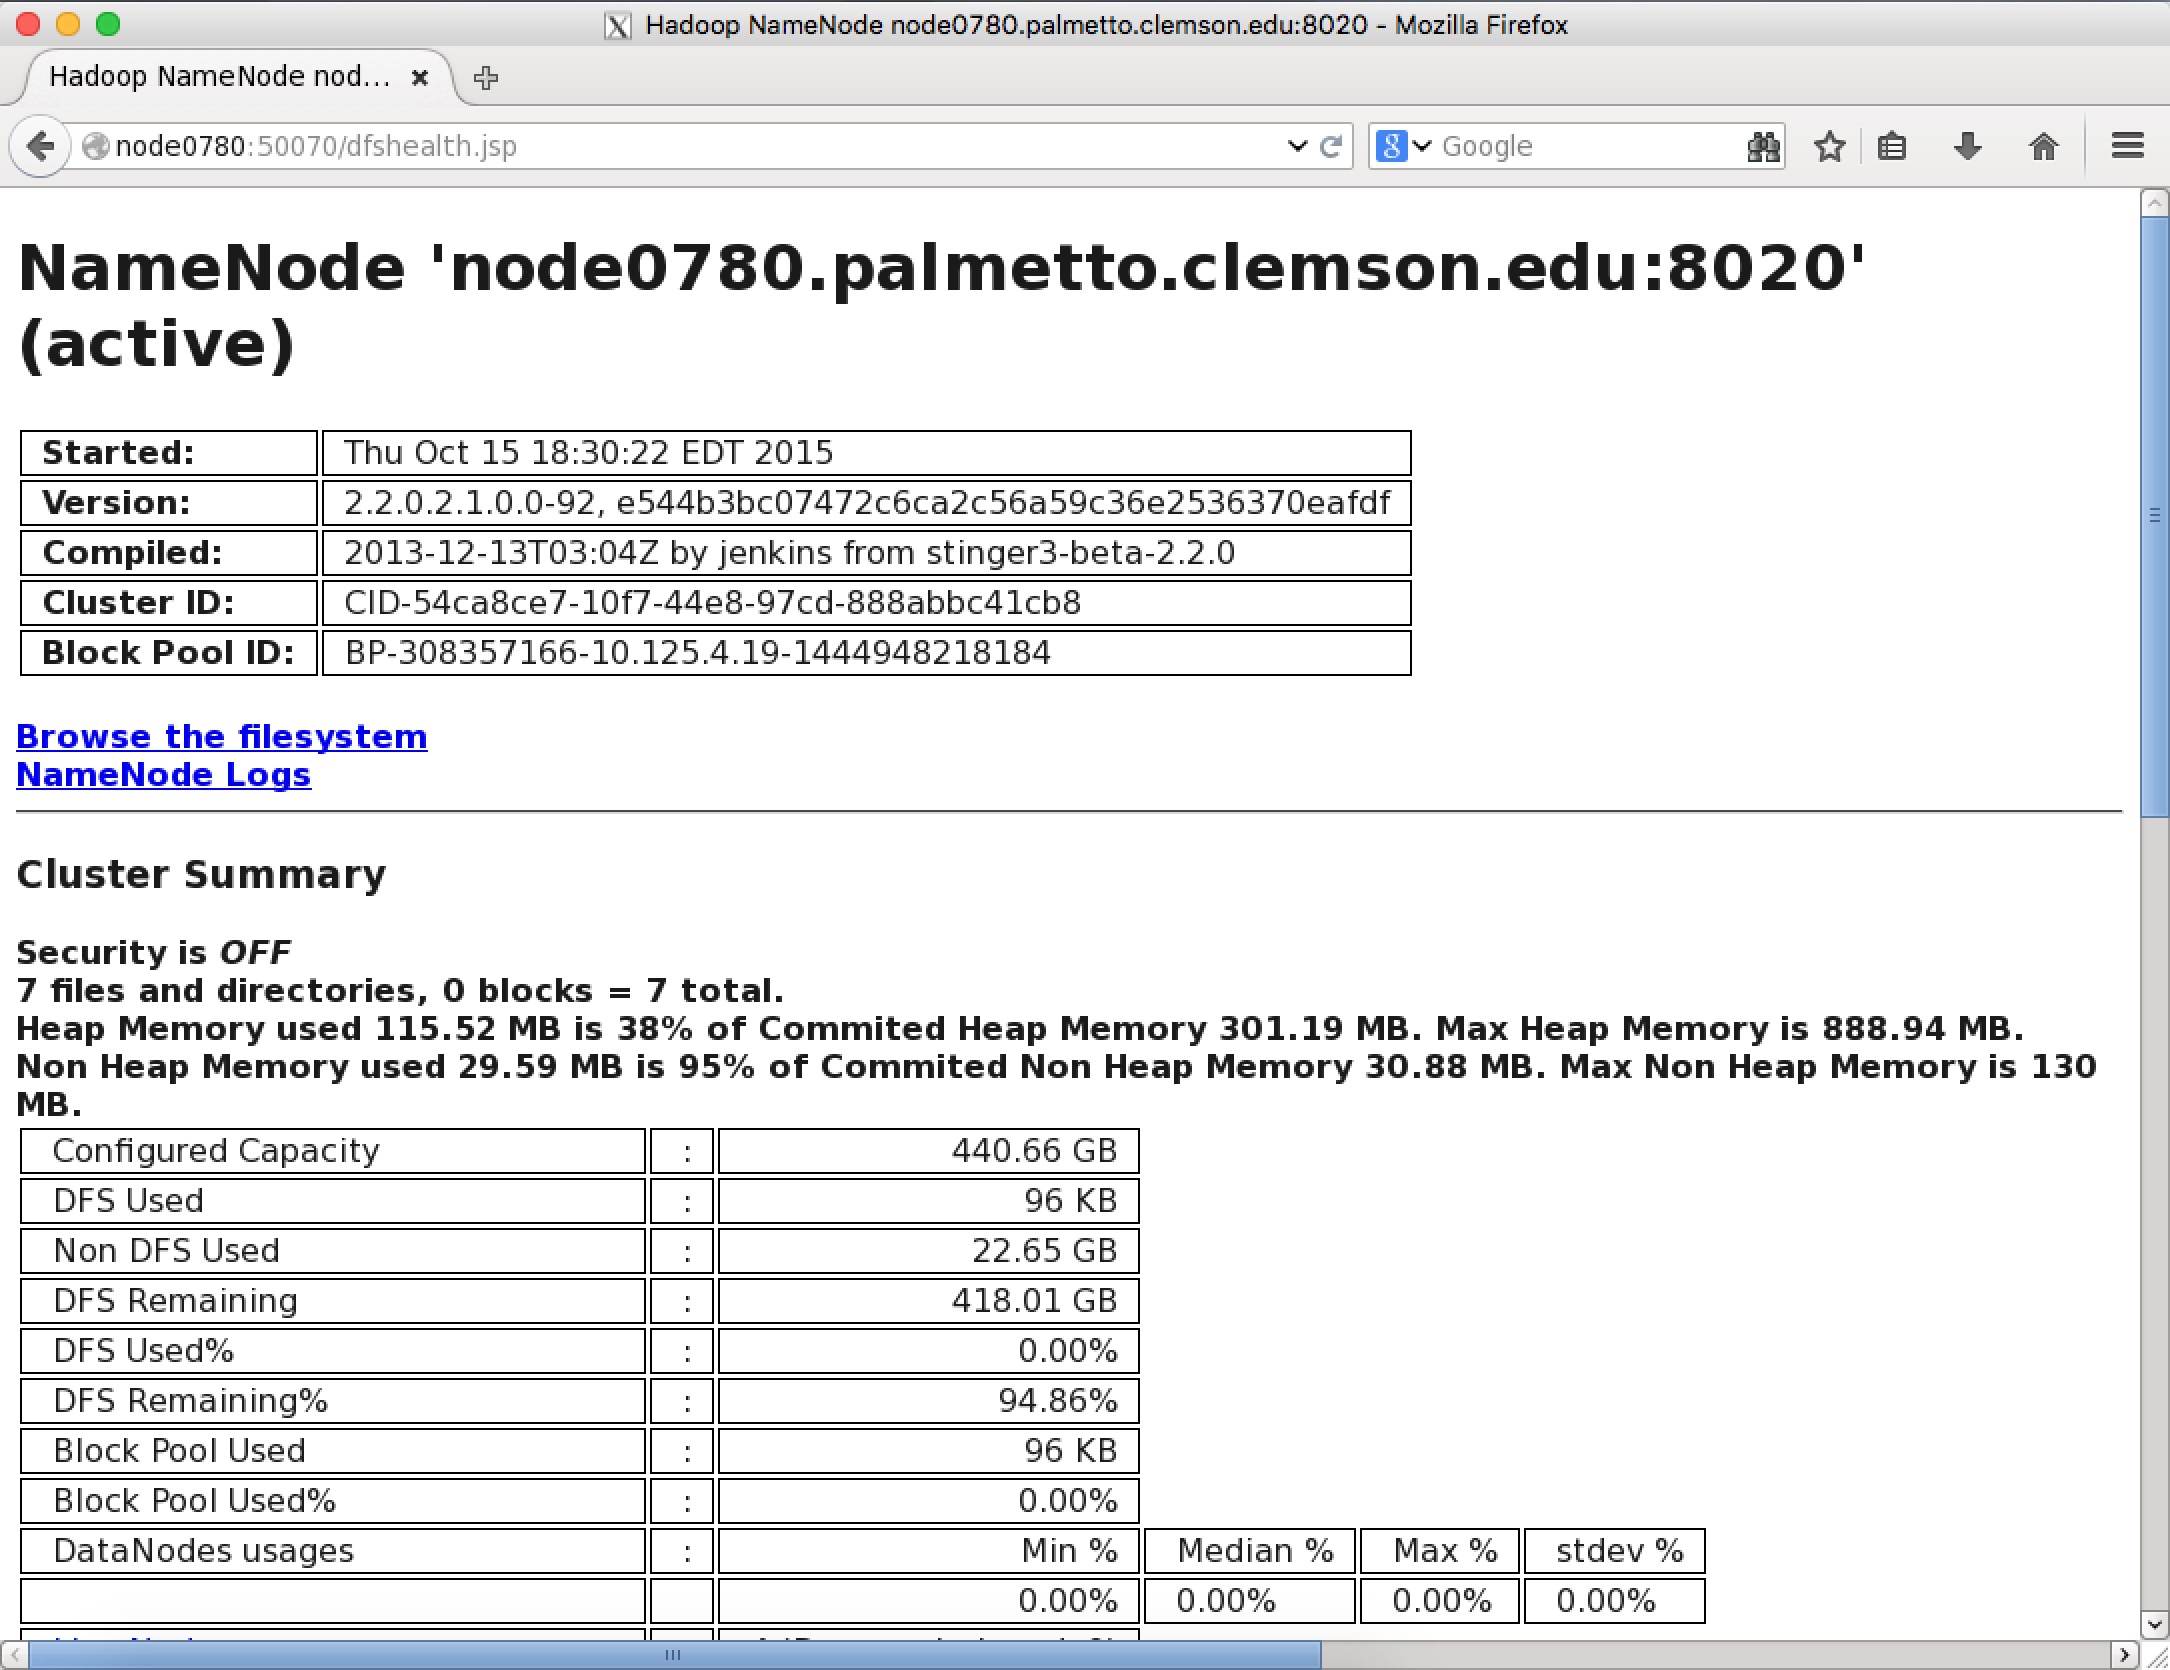 Hadoop NameNode node0780.palmetto.clemson.edu:8020 - Mozilla Firefox
Hadoop NameNode nod...
node0780:50070/dfshealth.jsp
Google
NameNode 'node0780.palmetto.clemson.edu:8020'
(active)
Started: Thu Oct 15 18:30:22 EDT 2015
Version: 2.2.0.2.1.0.0-92, e544b3bc07472c6ca2c56a59c36e2536370eafdf
Compiled: 2013-12-13T03:04Z by jenkins from stinger3-beta-2.2.0
Cluster ID: CID-54ca8ce7-10f7-44e8-97cd-888abbc41cb8
Block Pool ID: BP-308357166-10.125.4.19-1444948218184
Browse the filesystem
NameNode Logs
Cluster Summary
Security is OFF
7 files and directories, 0 blocks = 7 total.
Heap Memory used 115.52 MB is 38% of Commited Heap Memory 301.19 MB. Max Heap Memory is 888.94 MB.
Non Heap Memory used 29.59 MB is 95% of Commited Non Heap Memory 30.88 MB. Max Non Heap Memory is 130
MB.
Configured Capacity : 440.66 GB
DFS Used : 96 KB
Non DFS Used : 22.65 GB
DFS Remaining : 418.01 GB
DFS Used% : 0.00%
DFS Remaining% : 94.86%
Block Pool Used : 96 KB
Block Pool Used% : 0.00%
DataNodes usages : Min % Median % Max % stdev %
0.00% 0.00% 0.00% 0.00%